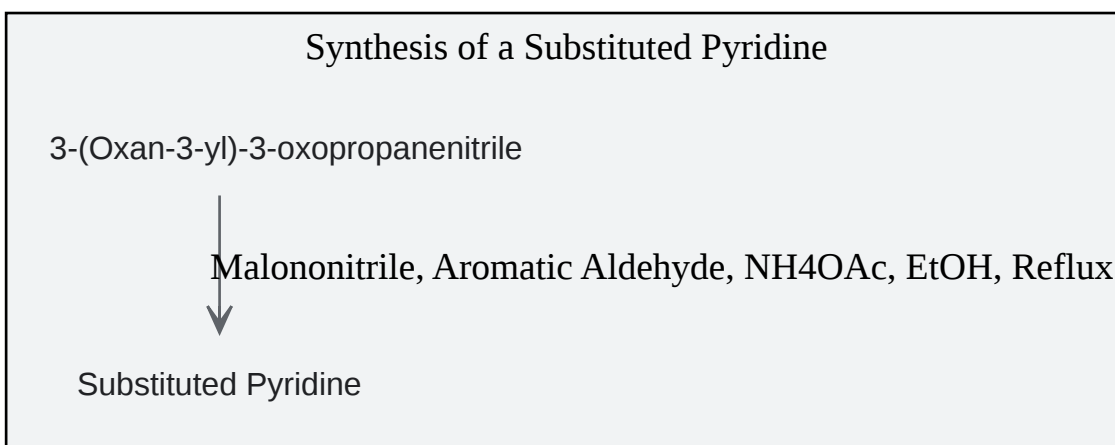 Synthesis of a Substituted Pyridine
3-(Oxan-3-yl)-3-oxopropanenitrile
Malononitrile, Aromatic Aldehyde, NH4OAc, EtOH, Reflux
Substituted Pyridine